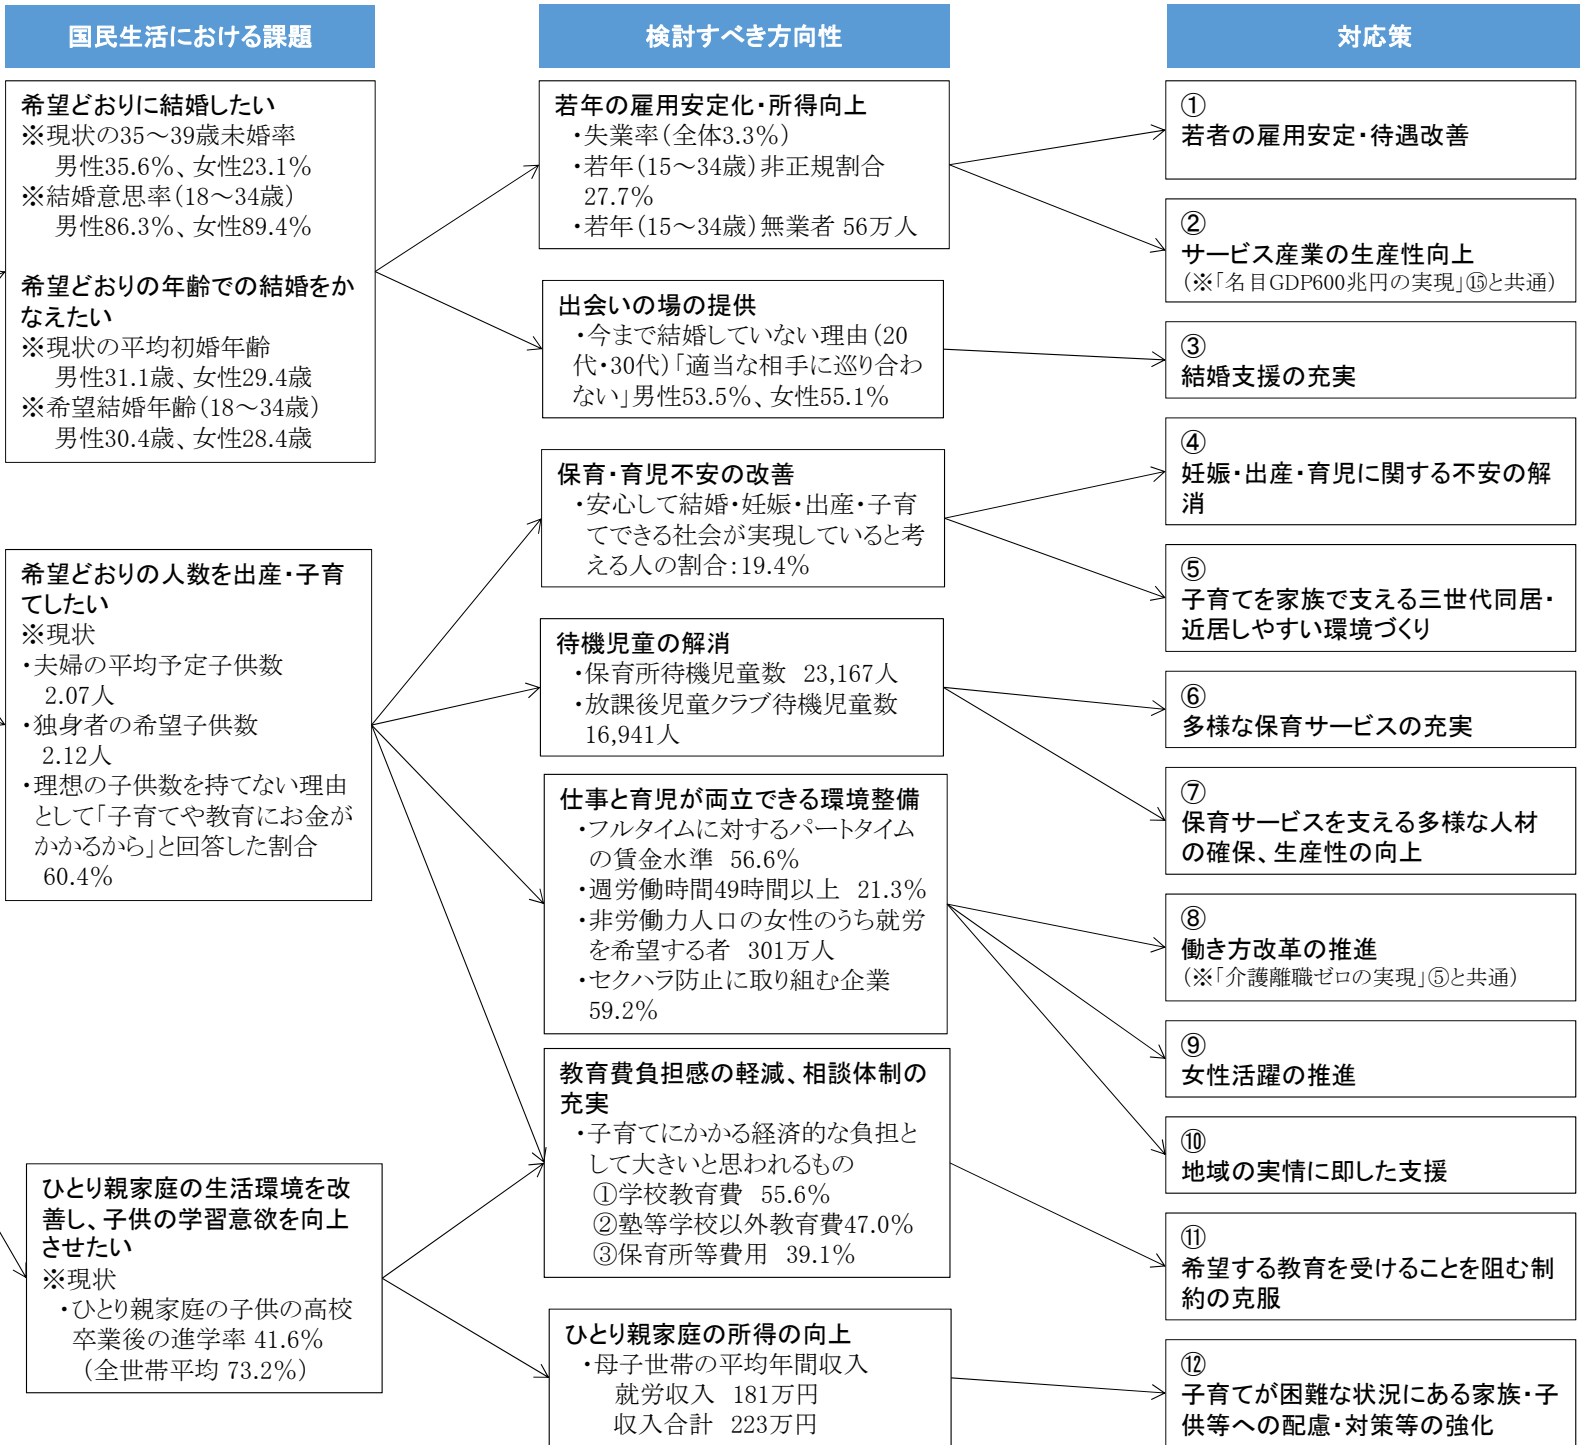 国民生活における課題
希望どおりに結婚したい
※現状の35～39歳未婚率
男性35.6%、女性23.1%
※結婚意思率(18～34歳)
男性86.3%、女性89.4%
希望どおりの年齢での結婚をか
なえたい
※現状の平均初婚年齢
男性31.1歳、女性29.4歳
※希望結婚年齢(18～34歳)
男性30.4歳、女性28.4歳
希望どおりの人数を出産・子育
てしたい
※現状
・夫婦の平均予定子供数
2.07人
・独身者の希望子供数
2.12人
・理想の子供数を持てない理由
として「子育てや教育にお金が
かかるから」と回答した割合
60.4%
ひとり親家庭の生活環境を改
善し、子供の学習意欲を向上
させたい
※現状
・ひとり親家庭の子供の高校
卒業後の進学率 41.6%
(全世帯平均 73.2%)
検討すべき方向性
若年の雇用安定化・所得向上
・失業率(全体3.3%)
・若年(15～34歳)非正規割合
27.7%
・若年(15～34歳)無業者 56万人
出会いの場の提供
・今まで結婚していない理由(20
代・30代)「適当な相手に巡り合わ
ない」男性53.5%、女性55.1%
保育・育児不安の改善
・安心して結婚・妊娠・出産・子育
てできる社会が実現していると考
える人の割合:19.4%
待機児童の解消
・保育所待機児童数 23,167人
・放課後児童クラブ待機児童数
16,941人
仕事と育児が両立できる環境整備
・フルタイムに対するパートタイム
の賃金水準 56.6%
・週労働時間49時間以上 21.3%
・非労働力人口の女性のうち就労
を希望する者 301万人
・セクハラ防止に取り組む企業
59.2%
教育費負担感の軽減、相談体制の
充実
・子育てにかかる経済的な負担と
して大きいと思われるもの
①学校教育費 55.6%
②塾等学校以外教育費47.0%
③保育所等費用 39.1%
ひとり親家庭の所得の向上
・母子世帯の平均年間収入
就労収入 181万円
収入合計 223万円
対応策
①
若者の雇用安定・待遇改善
②
サービス産業の生産性向上
(※「名目GDP600兆円の実現」⑮と共通)
③
結婚支援の充実
④
妊娠・出産・育児に関する不安の解
消
⑤
子育てを家族で支える三世代同居・
近居しやすい環境づくり
⑥
多様な保育サービスの充実
⑦
保育サービスを支える多様な人材
の確保、生産性の向上
⑧
働き方改革の推進
(※「介護離職ゼロの実現」⑤と共通)
⑨
女性活躍の推進
⑩
地域の実情に即した支援
⑪
希望する教育を受けることを阻む制
約の克服
⑫
子育てが困難な状況にある家族・子
供等への配慮・対策等の強化